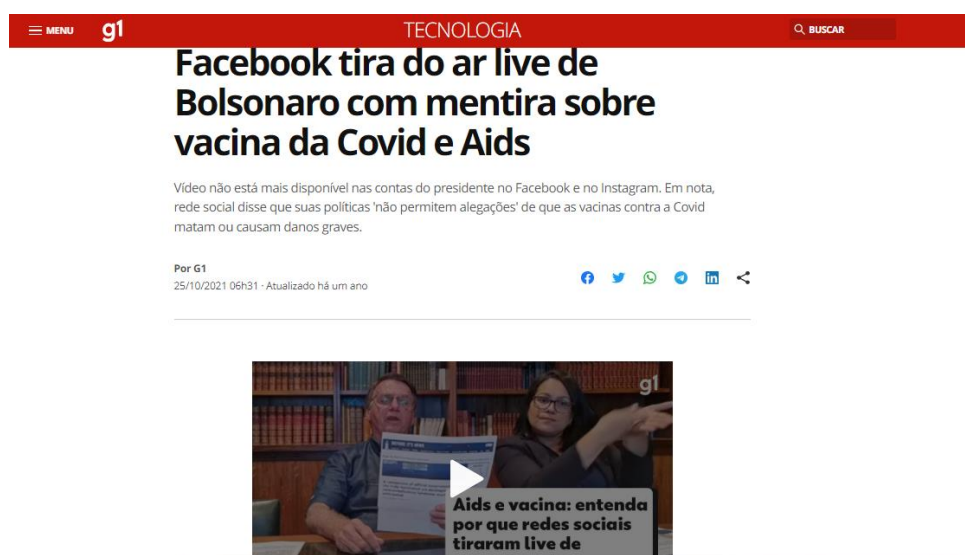 MENU
g1
TECNOLOGIA
BUSCAR
Facebook tira do ar live de
Bolsonaro com mentira sobre
vacina da Covid e Aids
Vídeo não está mais disponível nas contas do presidente no Facebook e no Instagram. Em nota,
rede social disse que suas políticas 'não permitem alegações' de que as vacinas contra a Covid
matam ou causam danos graves.
Por G1
25/10/2021 06h31 · Atualizado há um ano
in
g1
Aids e vacina: entenda
por que redes sociais
tiraram live de